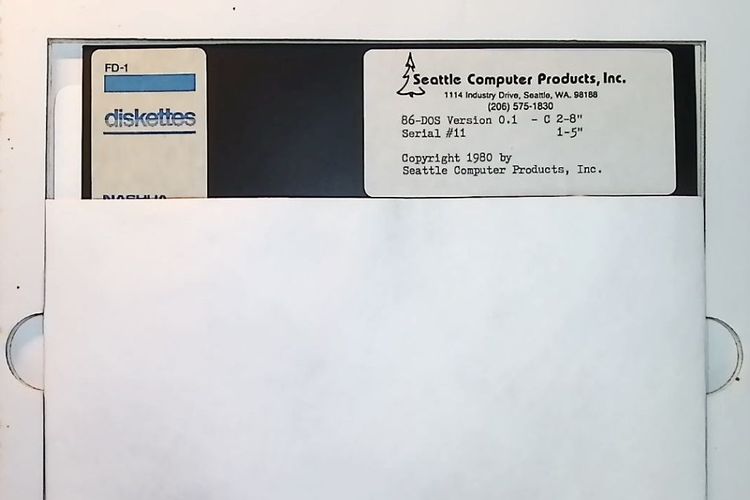 FD-1
diskettes
NASHUA
Seattle Computer Products, Inc.
1114 Industry Drive, Seattle, WA. 98188
(206) 575-1830
86-DOS Version 0.1 - C 2-8"
Serial #11 1-5"
Copyright 1980 by
Seattle Computer Products, Inc.